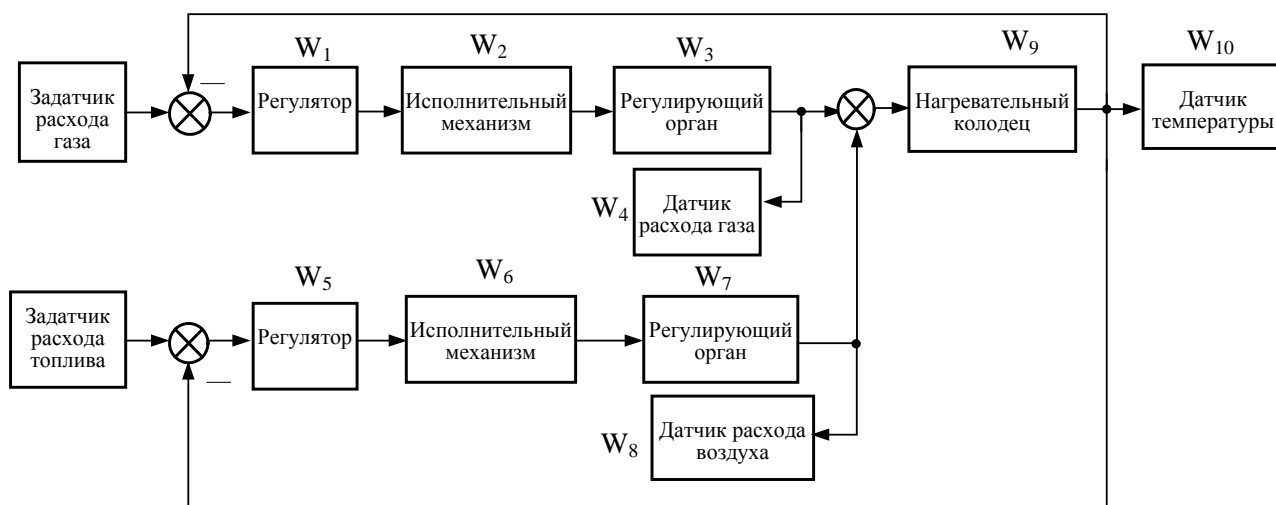 W1
W2
W3
W9
W10
Задатчик
расхода
газа
—
Регулятор
Исполнительный
механизм
Регулирующий
орган
Нагревательный
колодец
Датчик
температуры
W4
Датчик
расхода газа
W5
W6
W7
Задатчик
расхода
топлива
—
Регулятор
Исполнительный
механизм
Регулирующий
орган
W8
Датчик расхода
воздуха